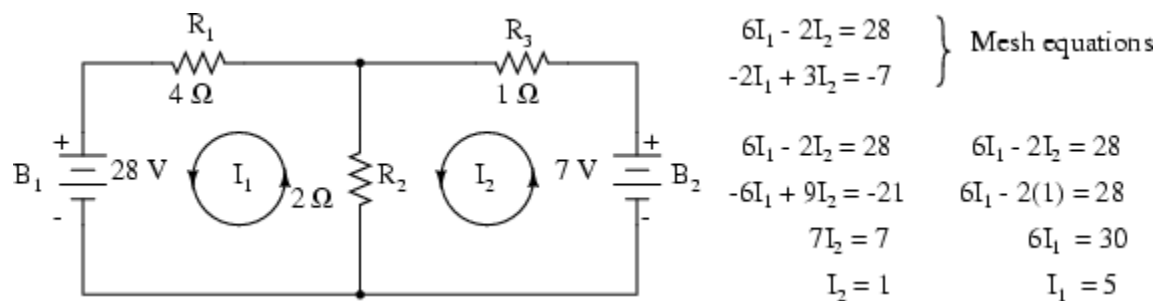 R₁
R₃
4 Ω
1 Ω
+
+
B₁
28 V
I₁
2 Ω
R₂
I₂
7 V
B₂
-
-
6I₁ - 2I₂ = 28
-2I₁ + 3I₂ = -7
} Mesh equations
6I₁ - 2I₂ = 28
-6I₁ + 9I₂ = -21
7I₂ = 7
I₂ = 1
6I₁ - 2I₂ = 28
6I₁ - 2(1) = 28
6I₁ = 30
I₁ = 5